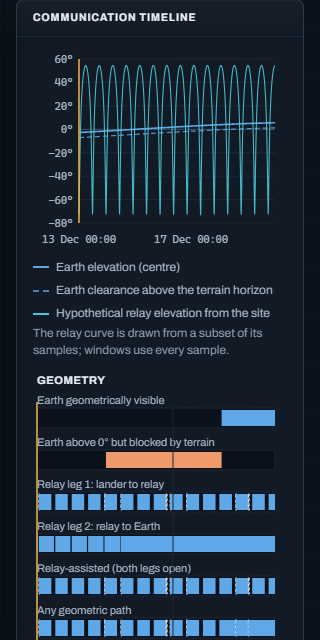 COMMUNICATION TIMELINE
60°
40°
20°
0°
−20°
−40°
−60°
−80°
13 Dec 00:00 17 Dec 00:00
Earth elevation (centre)
Earth clearance above the terrain horizon
Hypothetical relay elevation from the site
The relay curve is drawn from a subset of its
samples; windows use every sample.
GEOMETRY
Earth geometrically visible
Earth above 0° but blocked by terrain
Relay leg 1: lander to relay
Relay leg 2: relay to Earth
Relay-assisted (both legs open)
Any geometric path